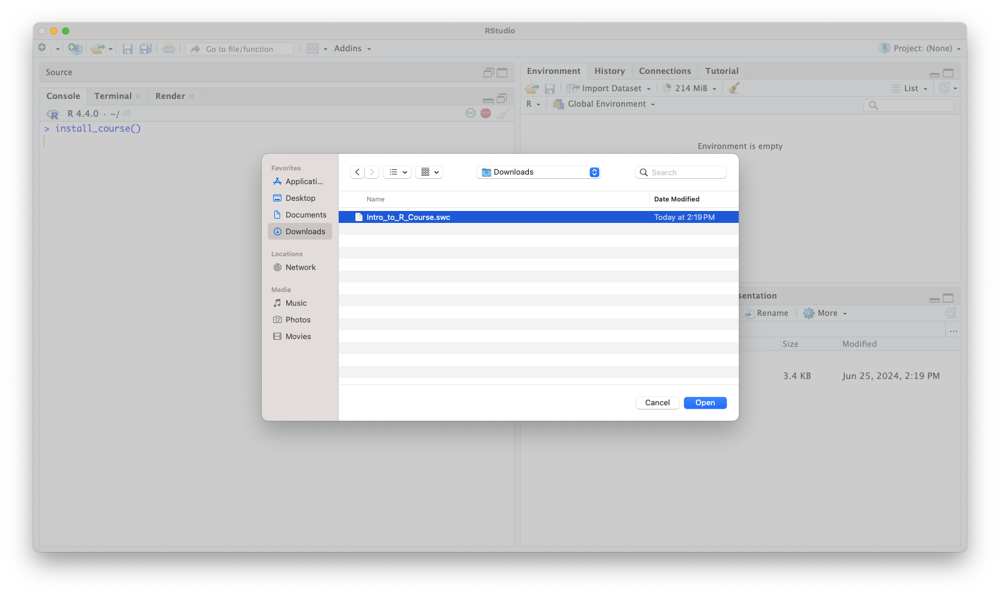 RStudio
Go to file/function
Addins
Project: (None)
Source
Console
Terminal
Render
R 4.4.0 · ~/
> install_course()
Environment
History
Connections
Tutorial
Import Dataset
214 MiB
List
R
Global Environment
Environment is empty
Favorites
Applicati...
Desktop
Documents
Downloads
Locations
Network
Media
Music
Photos
Movies
Downloads
Search
Name
Date Modified
Intro_to_R_Course.swc
Today at 2:19 PM
Cancel
Open
sentation
Rename
More
...
Size
Modified
3.4 KB
Jun 25, 2024, 2:19 PM